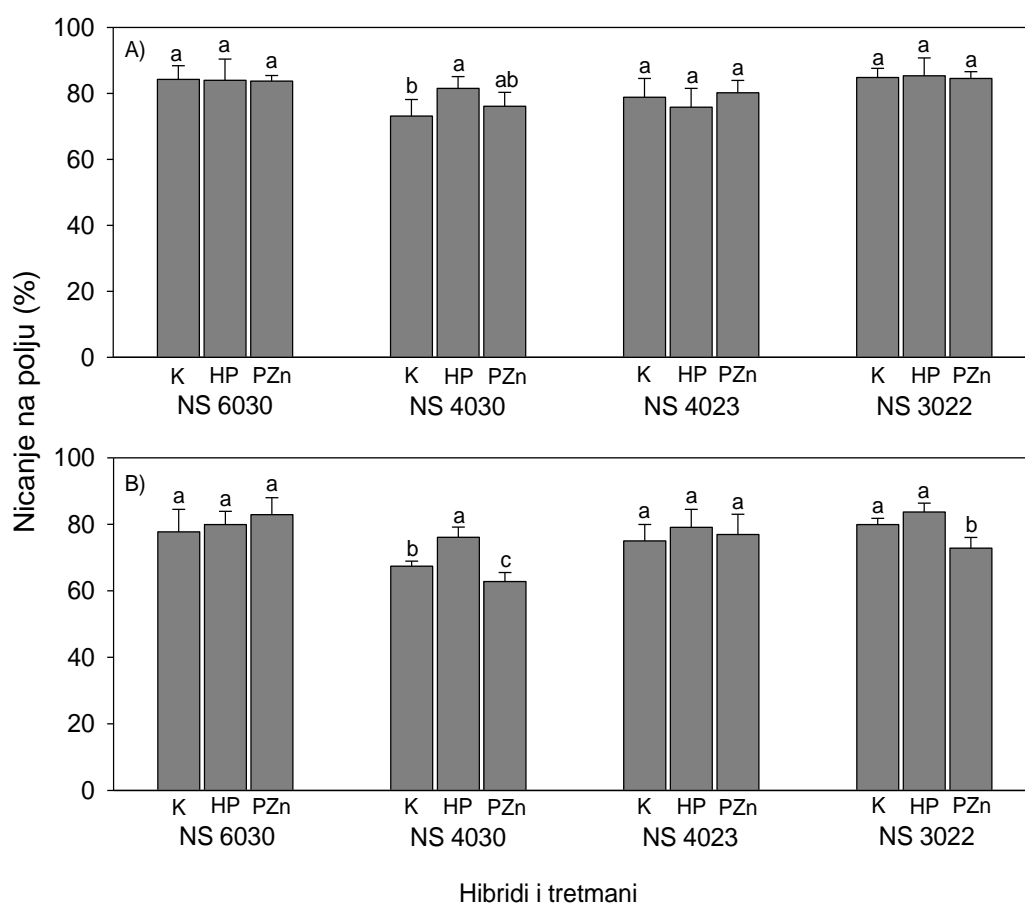 Nicanje na polju (%)
A)
100
80
60
40
20
0
a a a
b a ab
a a a
a a a
K HP PZn K HP PZn K HP PZn K HP PZn
NS 6030 NS 4030 NS 4023 NS 3022
B)
100
80
60
40
20
0
a a a
b a c
a a a
a a b
K HP PZn K HP PZn K HP PZn K HP PZn
NS 6030 NS 4030 NS 4023 NS 3022
Hibridi i tretmani